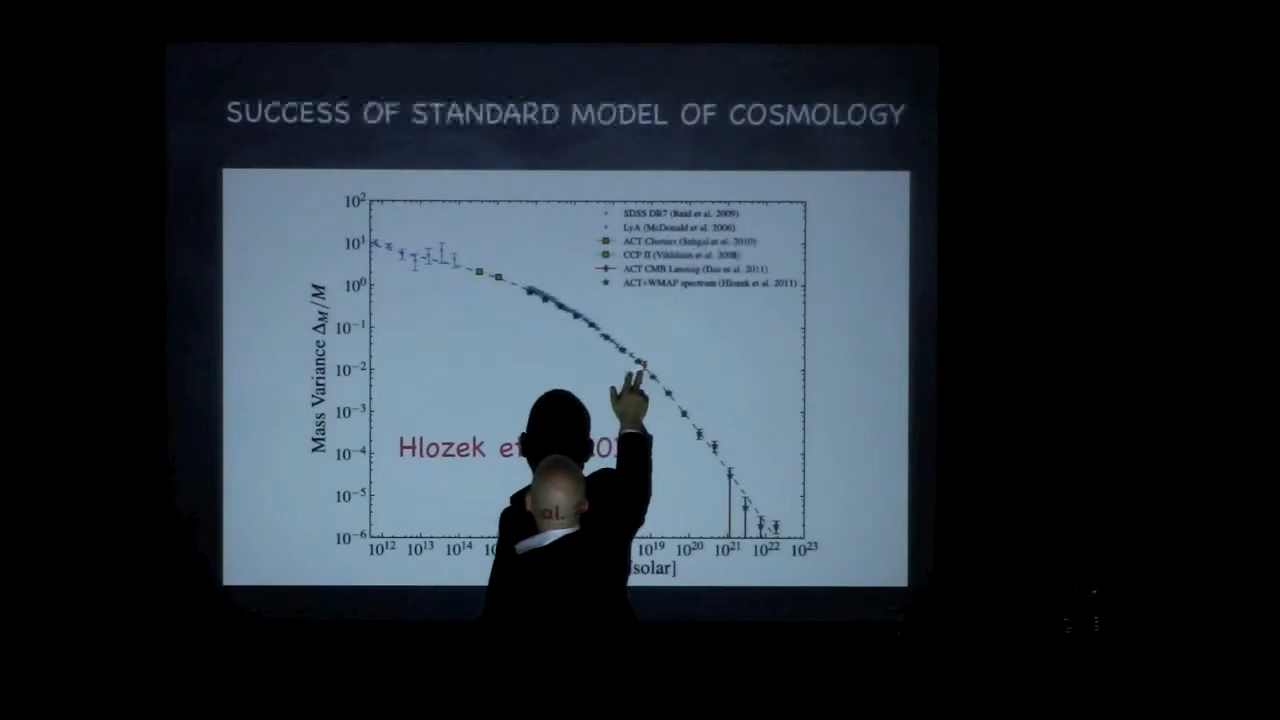 SUCCESS OF STANDARD MODEL OF COSMOLOGY
10²
10¹
10⁰
10⁻¹
10⁻²
10⁻³
10⁻⁴
10⁻⁵
10⁻⁶
Mass Variance Δ_M/M
SDSS DR7 (Reid et al. 2009)
LyA (McDonald et al. 2006)
ACT Clusters (Sehgal et al. 2010)
CCP II (Vikhlinin et al. 2008)
ACT CMB Lensing (Das et al. 2011)
ACT+WMAP spectrum (Hlozek et al. 2011)
Hlozek et al.
10¹² 10¹³ 10¹⁴ 10¹⁹ 10²⁰ 10²¹ 10²² 10²³
solar]